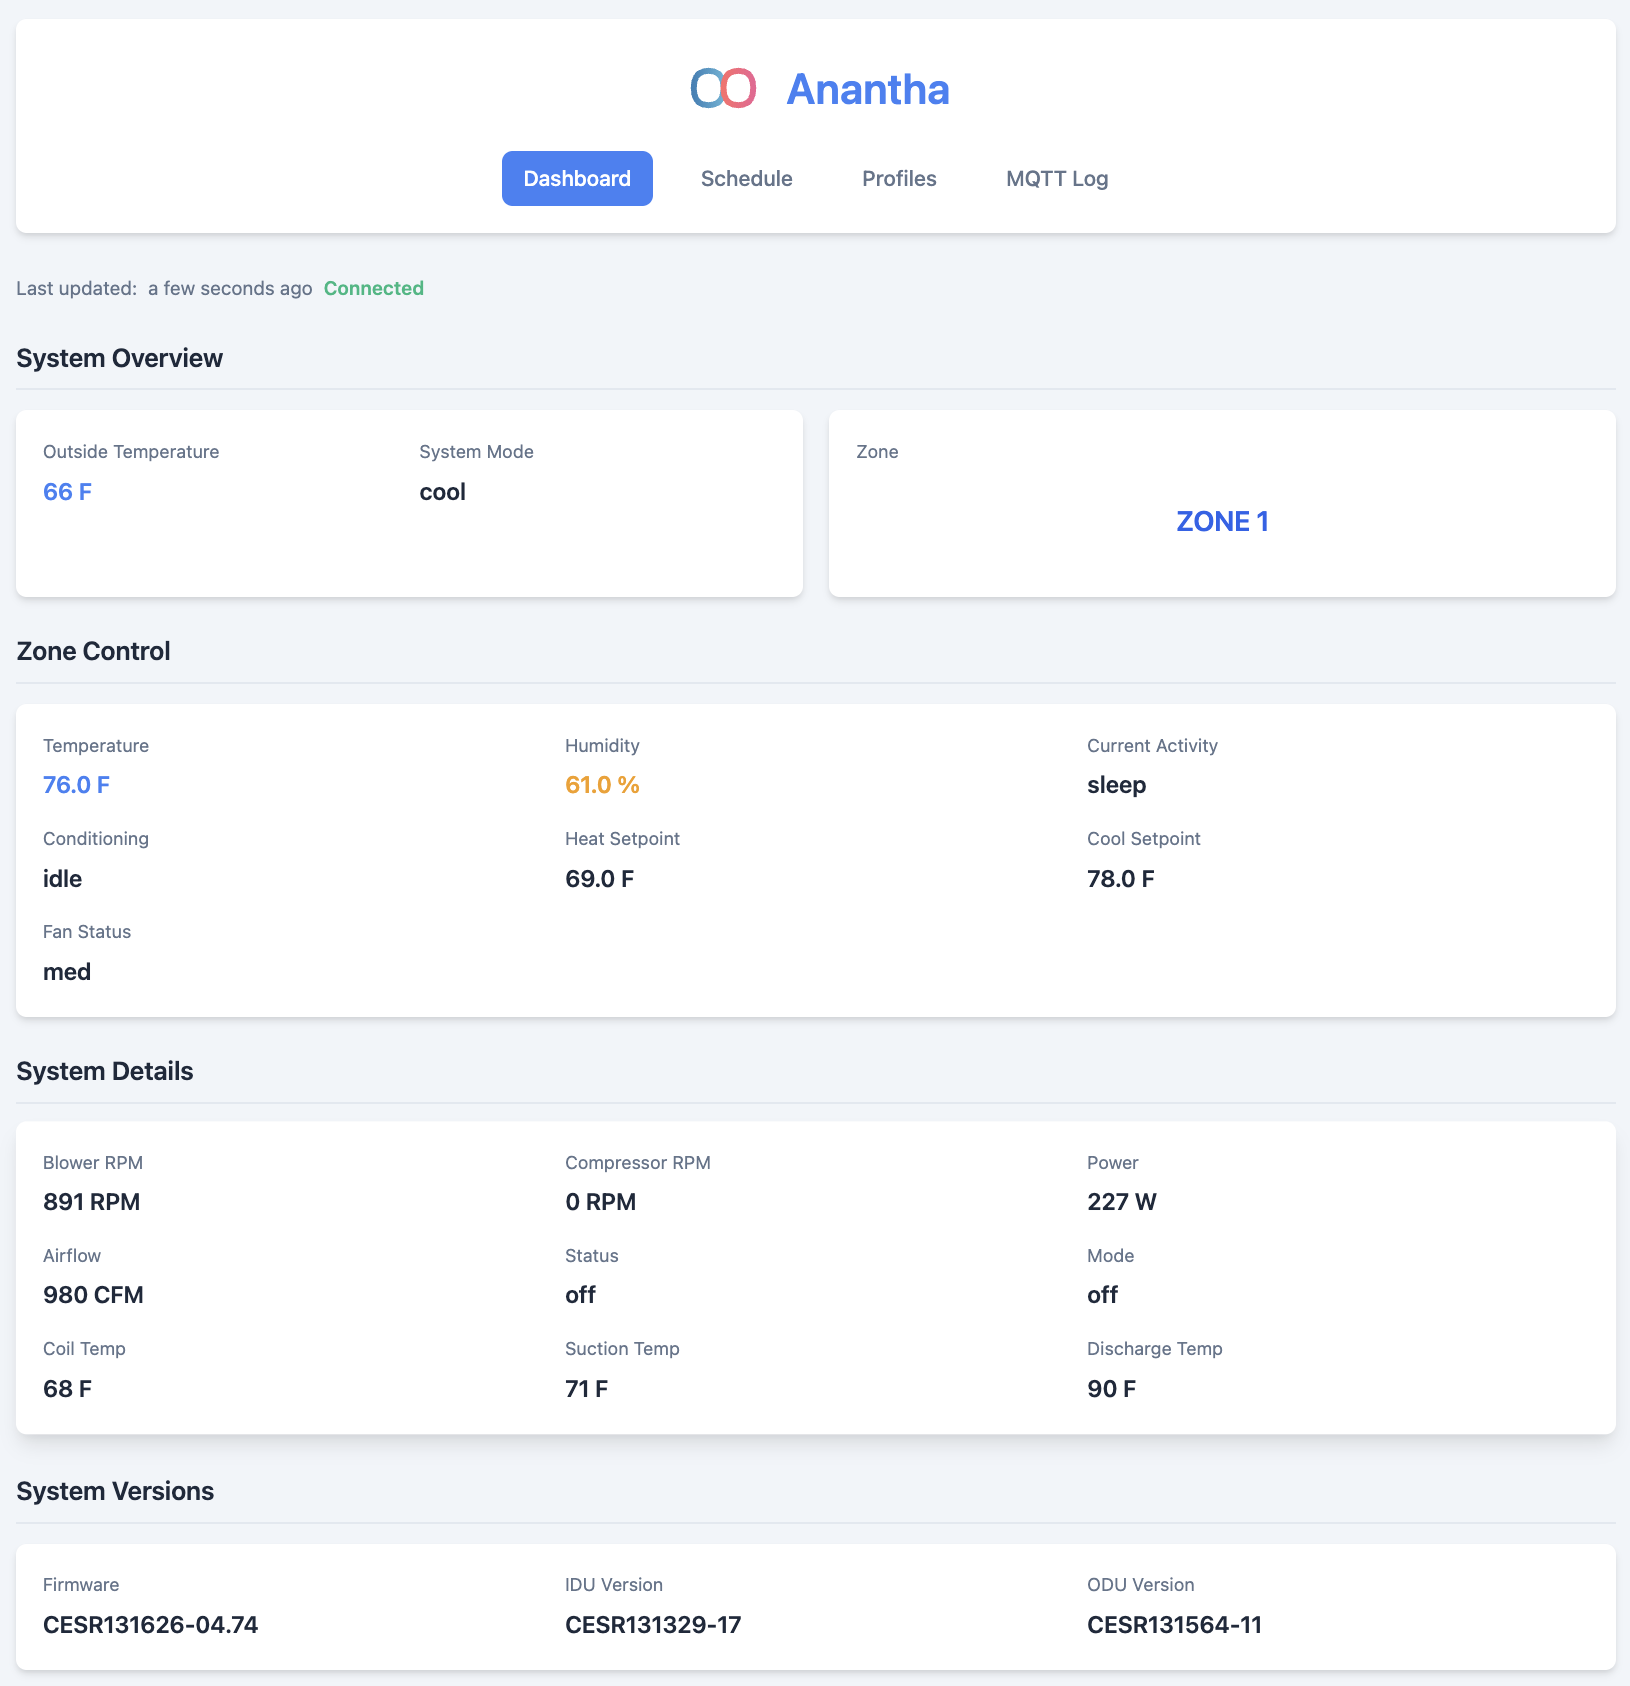 Anantha
Dashboard Schedule Profiles MQTT Log
Last updated: a few seconds ago Connected
System Overview
Outside Temperature System Mode Zone
66 F cool
ZONE 1
Zone Control
Temperature Humidity Current Activity
76.0 F 61.0 % sleep
Conditioning Heat Setpoint Cool Setpoint
idle 69.0 F 78.0 F
Fan Status
med
System Details
Blower RPM Compressor RPM Power
891 RPM 0 RPM 227 W
Airflow Status Mode
980 CFM off off
Coil Temp Suction Temp Discharge Temp
68 F 71 F 90 F
System Versions
Firmware IDU Version ODU Version
CESR131626-04.74 CESR131329-17 CESR131564-11